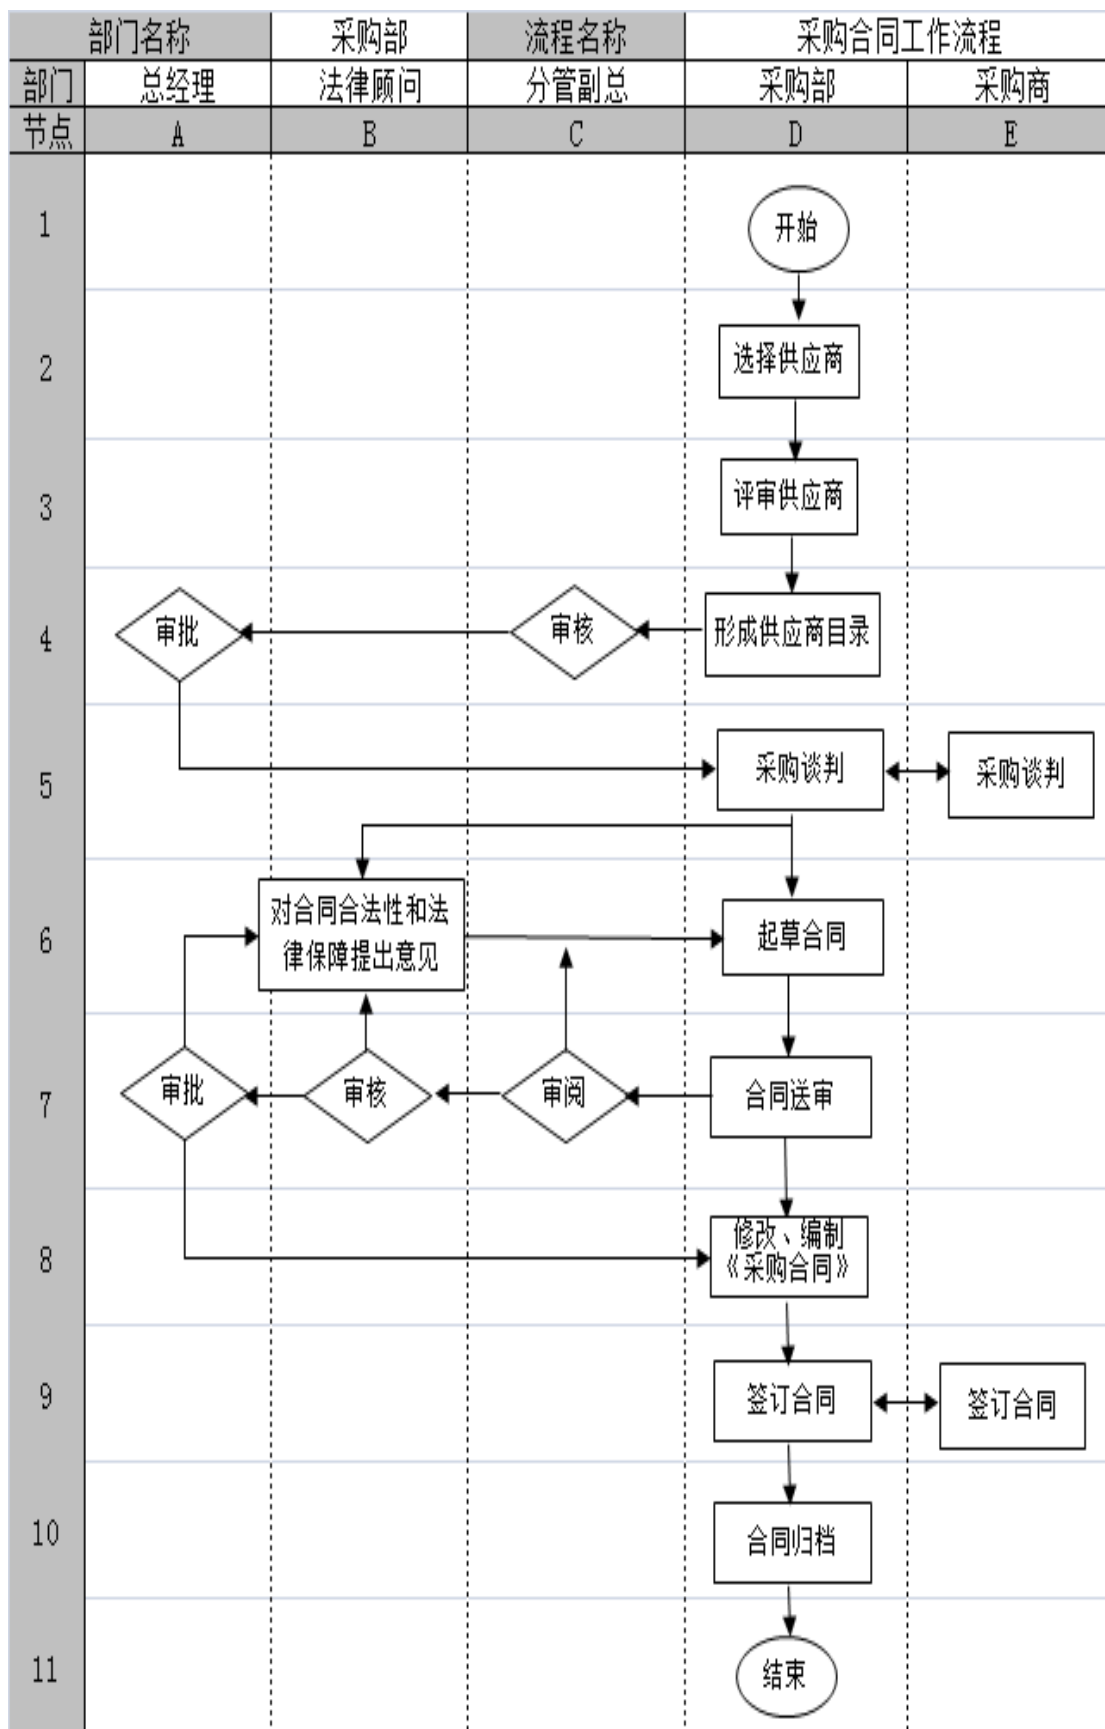 部门名称 采购部 流程名称 采购合同工作流程
部门 总经理 法律顾问 分管副总 采购部 采购商
节点 A B C D E
1 开始
2 选择供应商
3 评审供应商
4 审批 审核 形成供应商目录
5 采购谈判 采购谈判
6 对合同合法性和法
律保障提出意见
起草合同
7 审批 审核 审阅 合同送审
8 修改、编制
《采购合同》
9 签订合同 签订合同
10 合同归档
11 结束